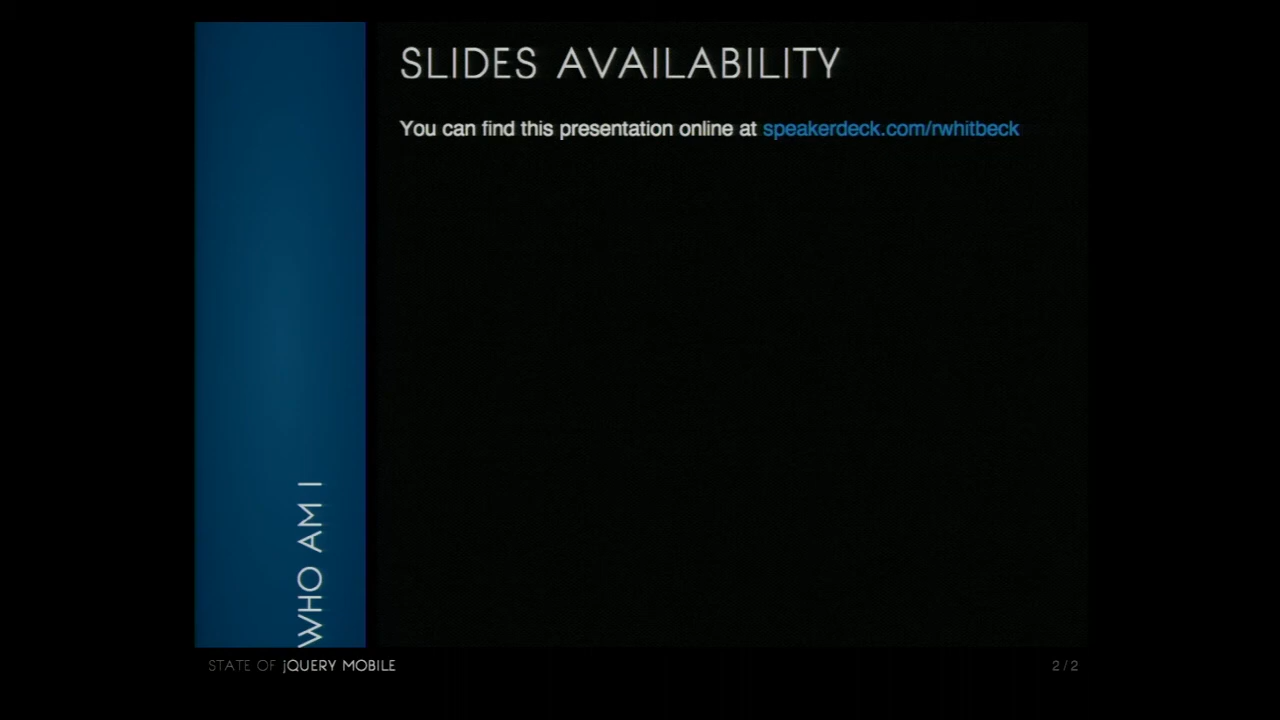 SLIDES AVAILABILITY
You can find this presentation online at speakerdeck.com/rwhitbeck
WHO AM I
STATE OF jQUERY MOBILE
2/2